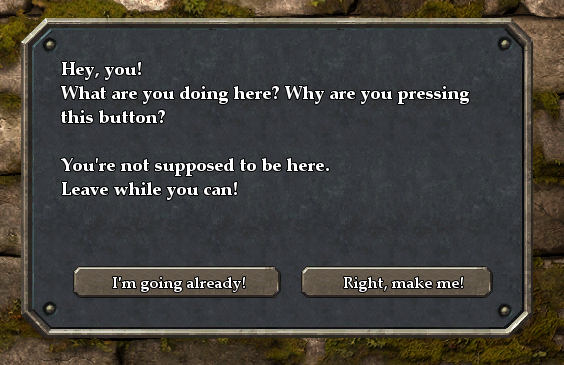 Hey, you!
What are you doing here? Why are you pressing
this button?
You're not supposed to be here.
Leave while you can!
I'm going already!
Right, make me!